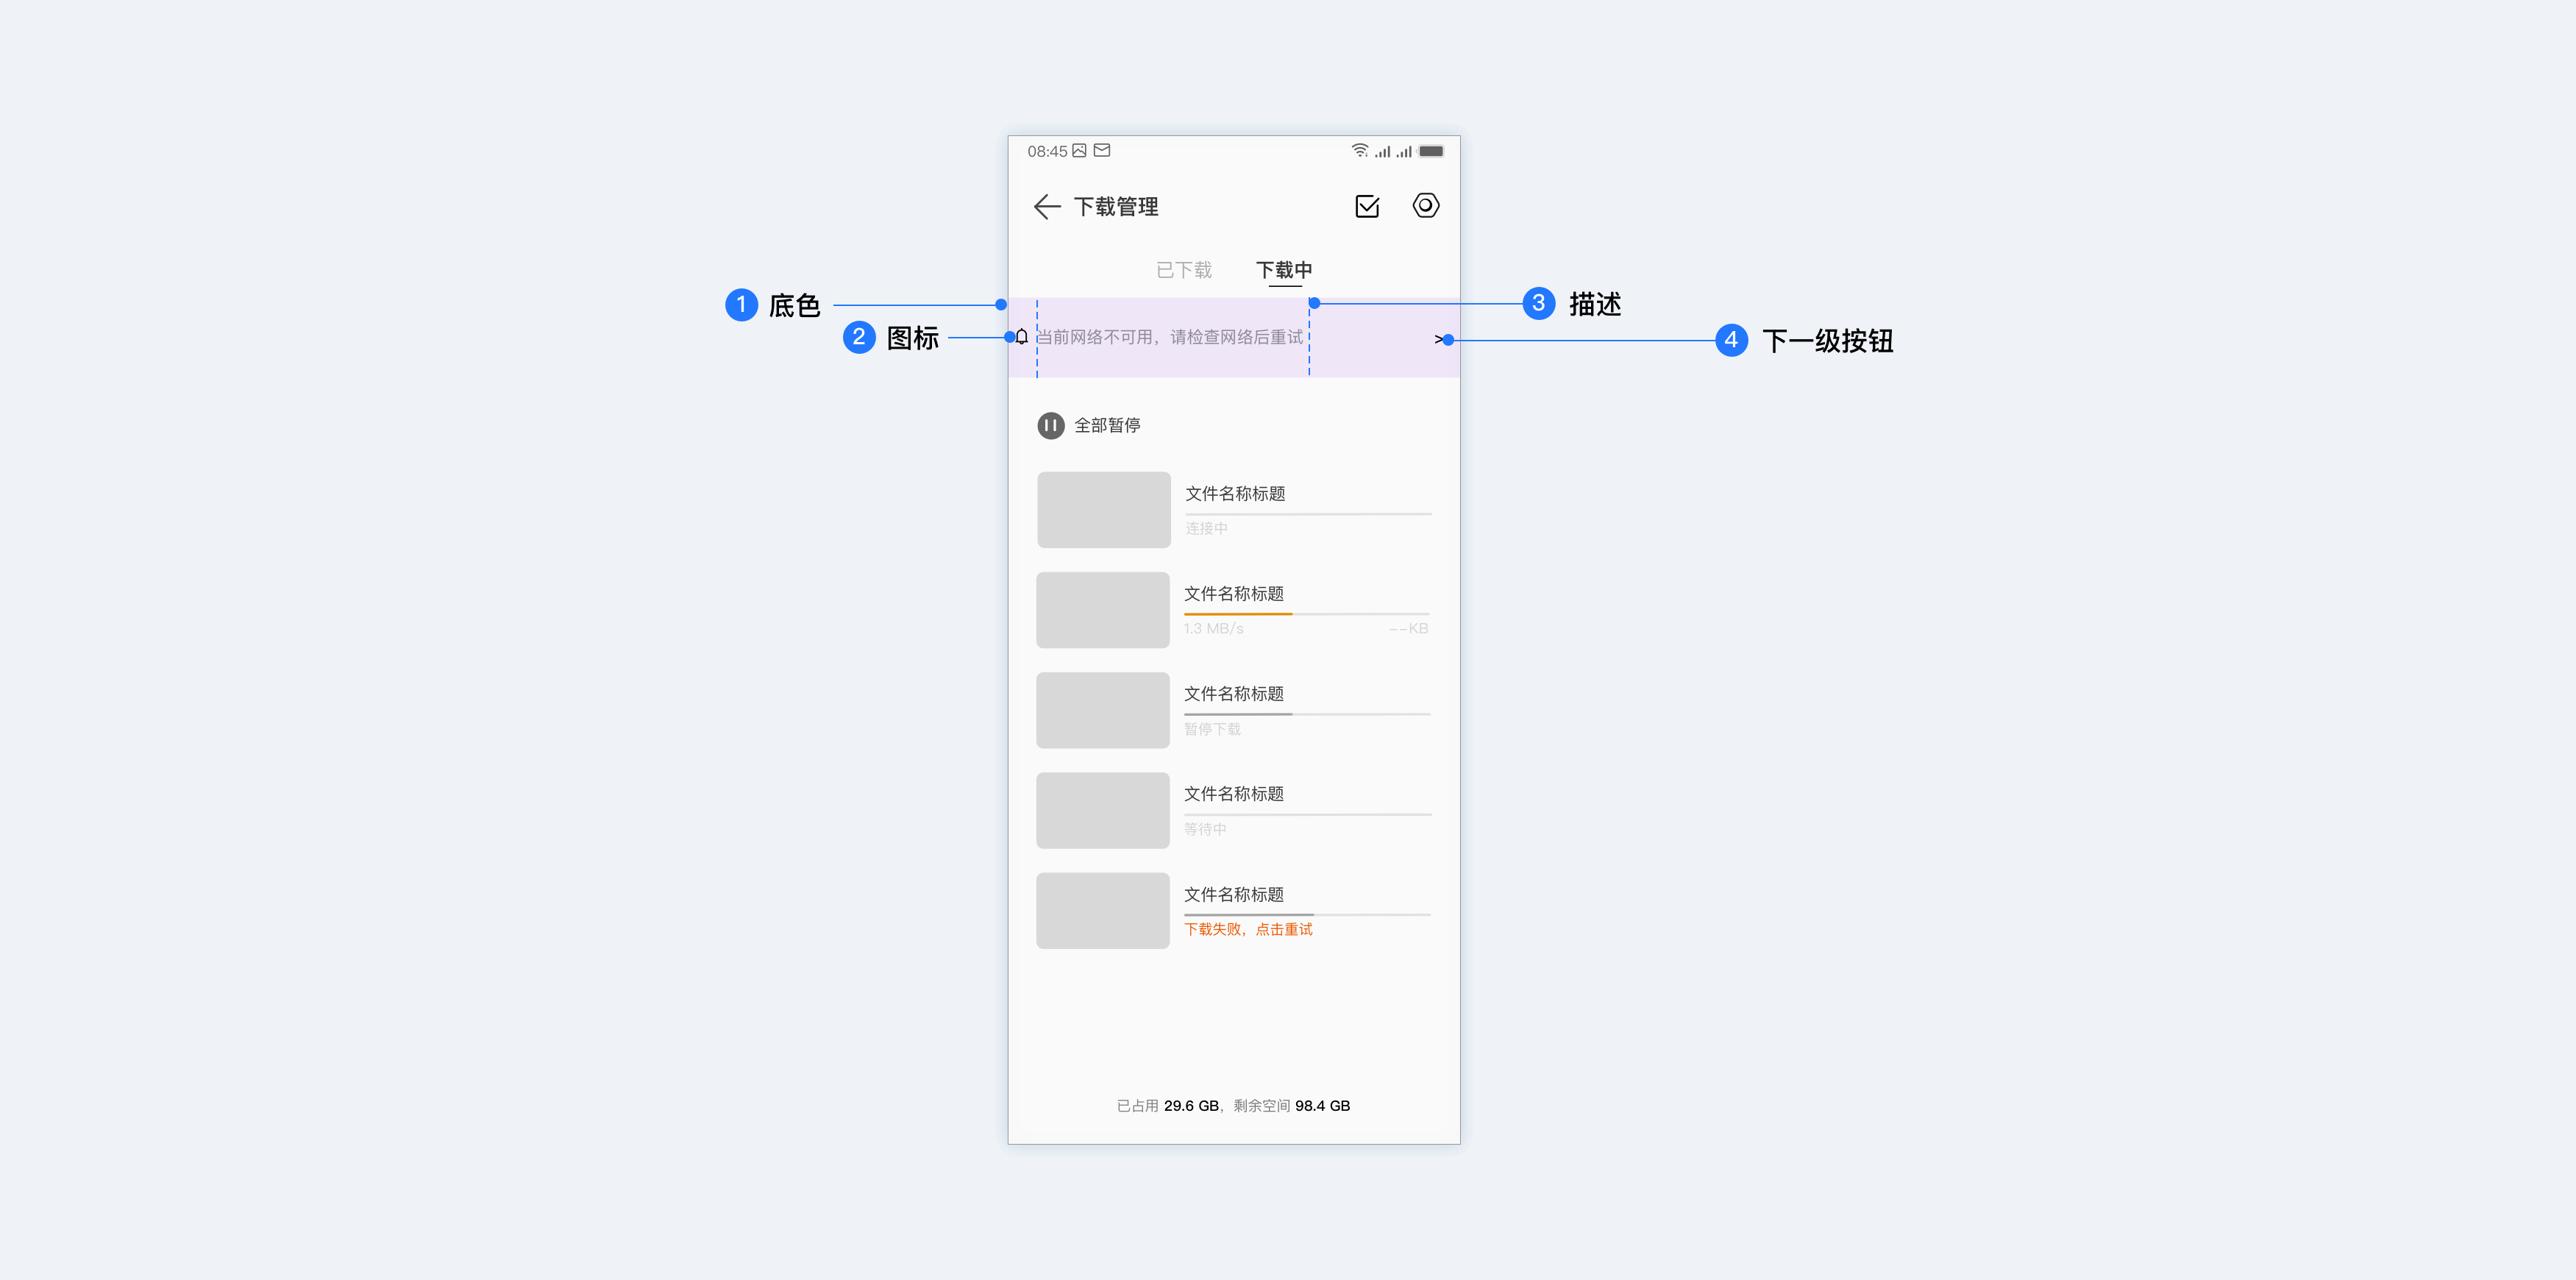 08:45
下载管理
已下载 下载中
1 底色
3 描述
2 图标
当前网络不可用，请检查网络后重试
>
4 下一级按钮
全部暂停
文件名称标题
连接中
文件名称标题
1.3 MB/s --KB
文件名称标题
暂停下载
文件名称标题
等待中
文件名称标题
下载失败，点击重试
已占用 29.6 GB，剩余空间 98.4 GB